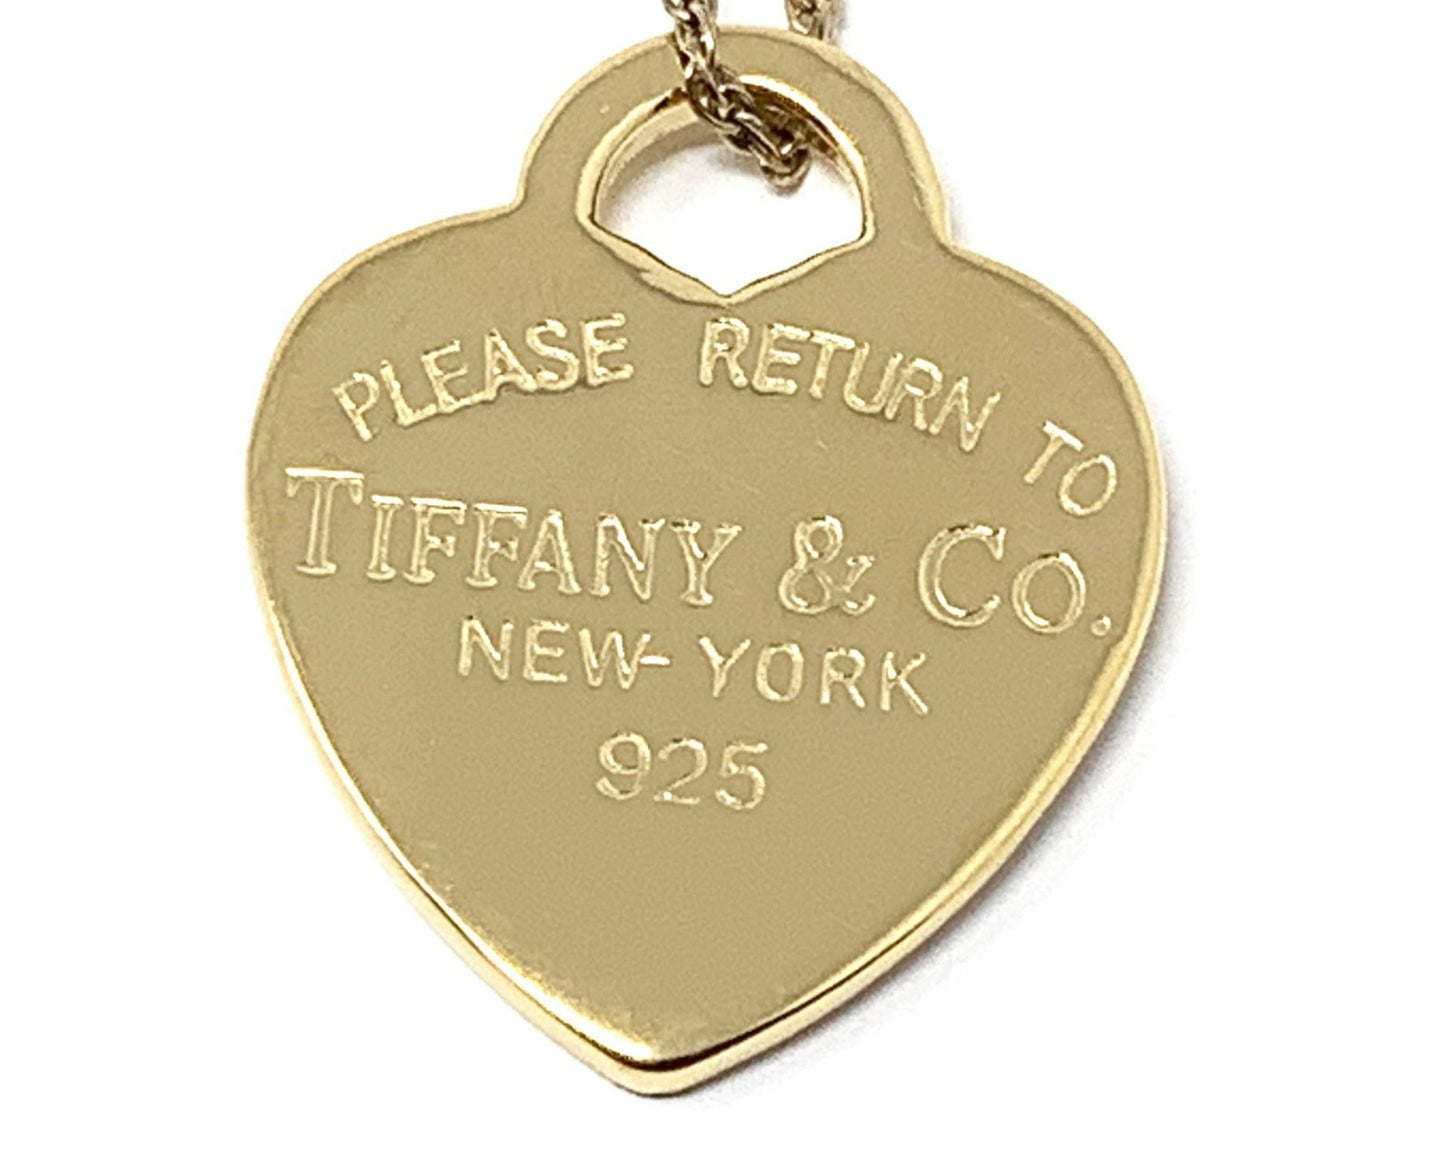 PLEASE RETURN TO
TIFFANY & CO.
NEW-YORK
925